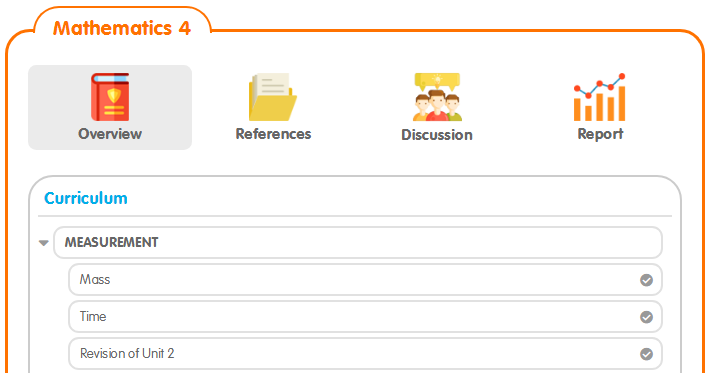 Mathematics 4
Overview
References
Discussion
Report
Curriculum
MEASUREMENT
Mass
Time
Revision of Unit 2